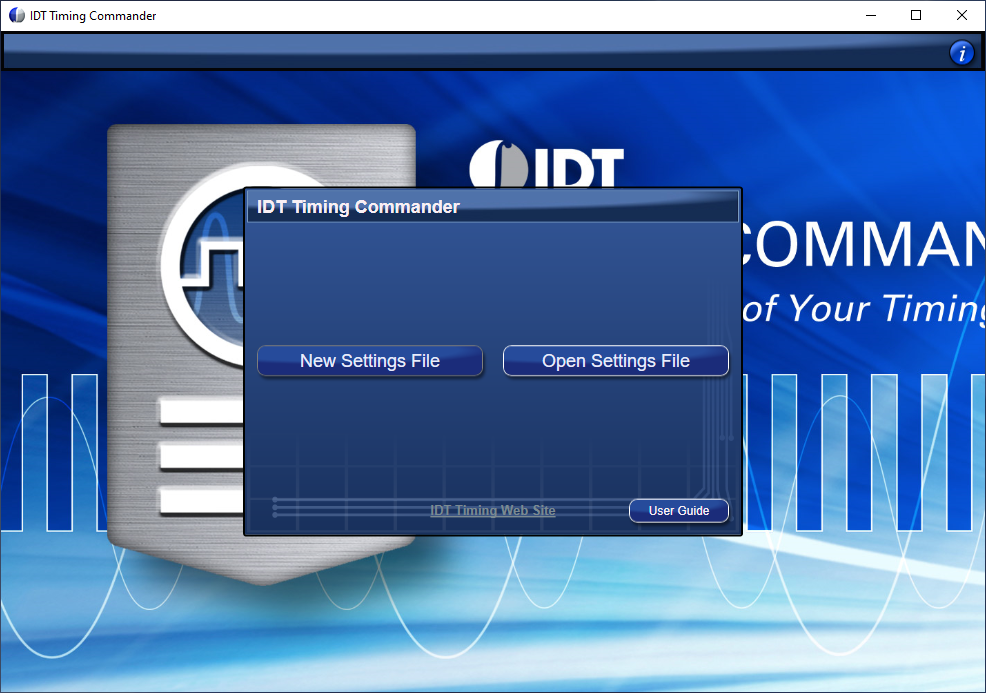 IDT Timing Commander
i
IDT
IDT Timing Commander
of Your Timing
New Settings File
Open Settings File
IDT Timing Web Site
User Guide